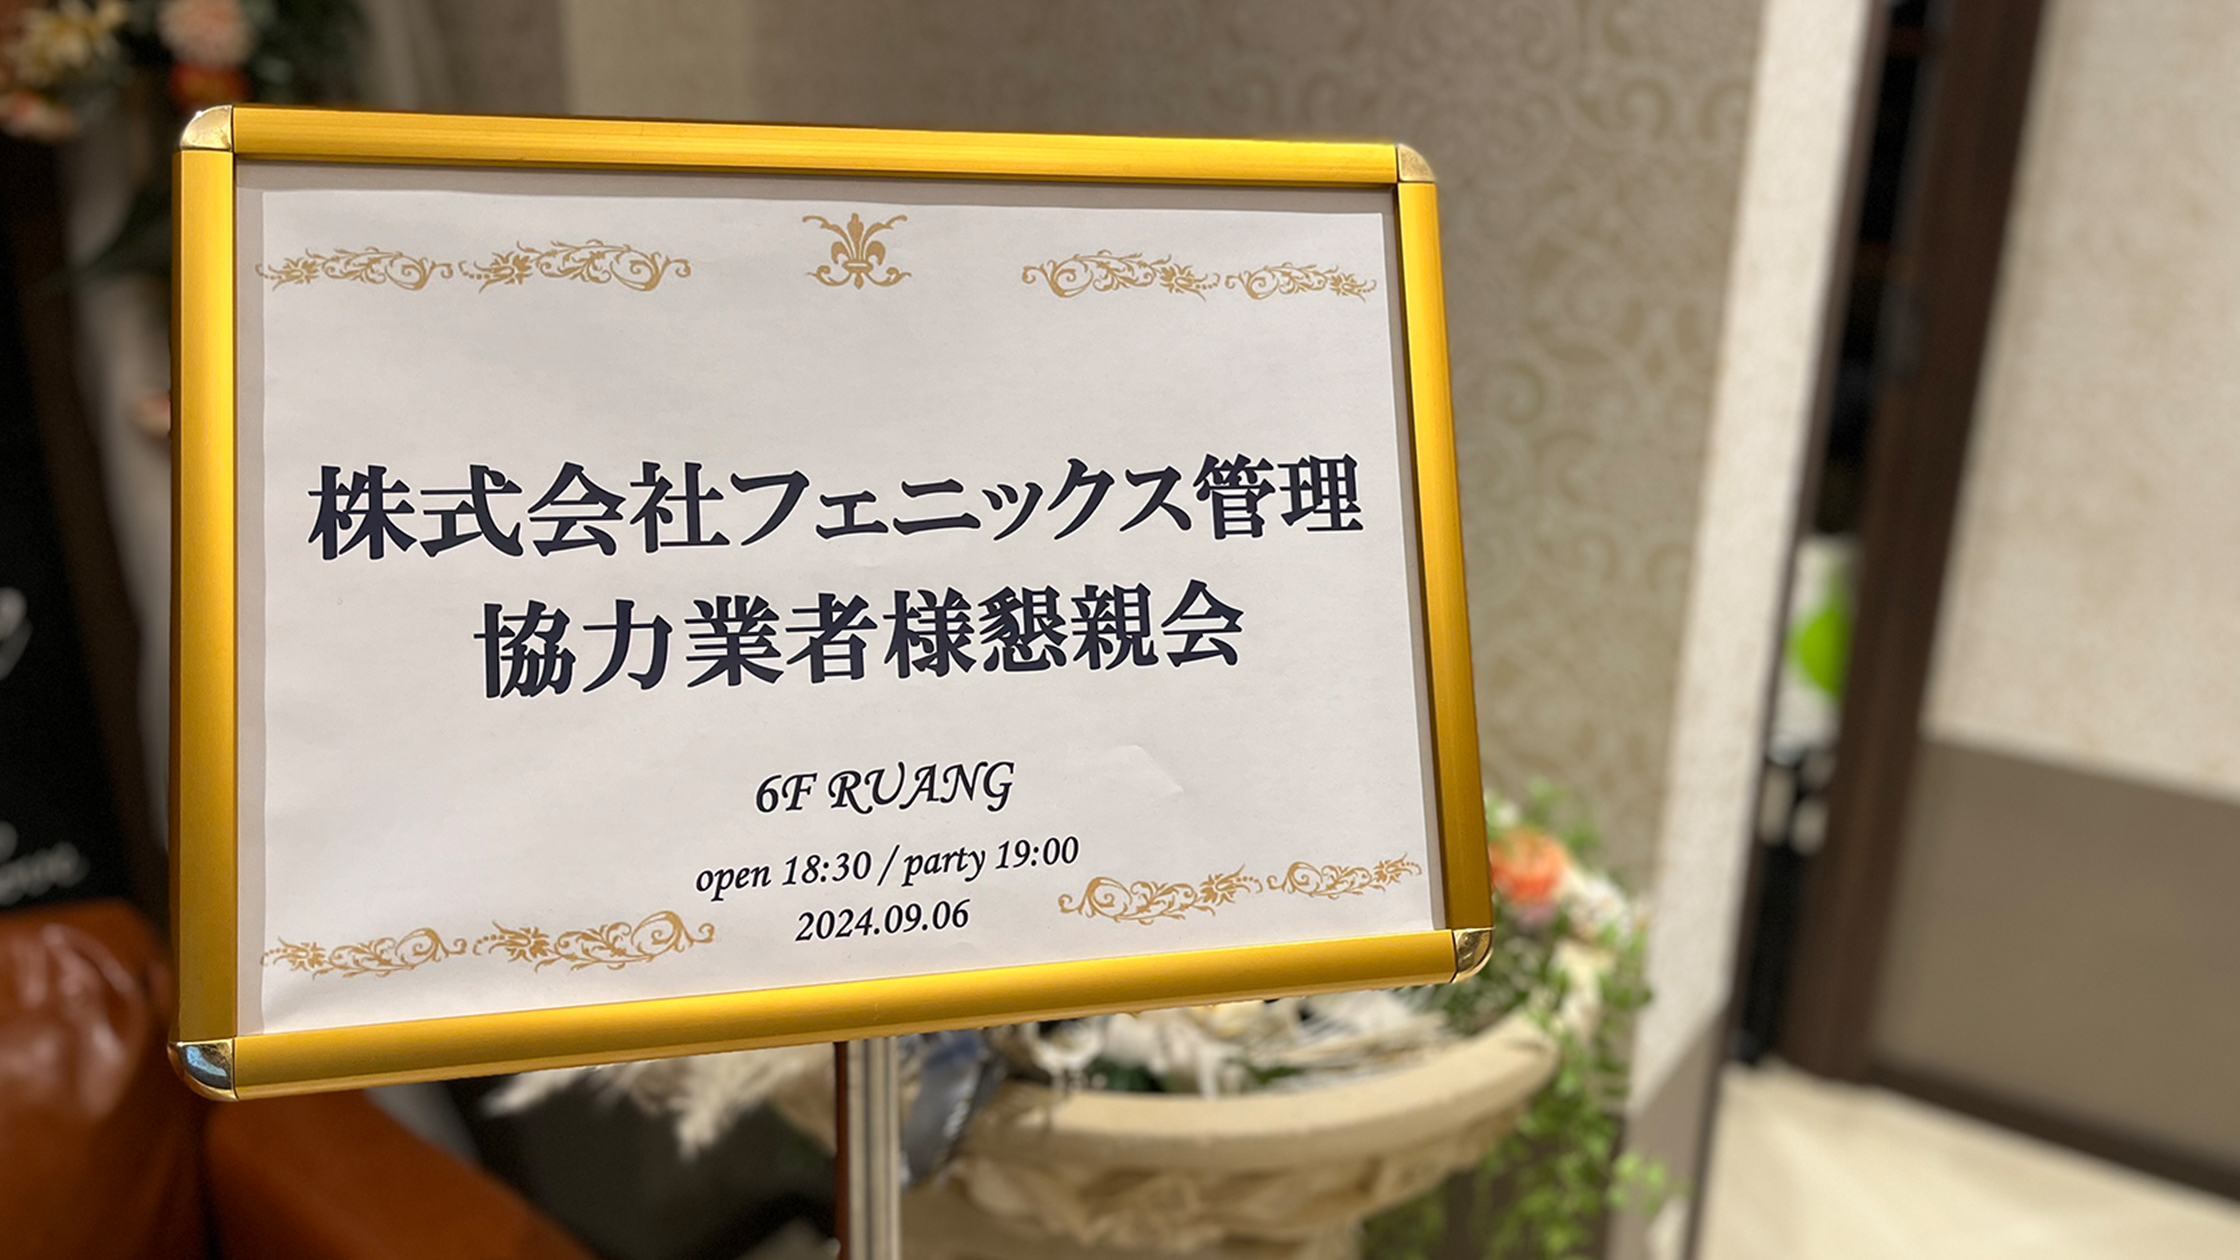 株式会社フェニックス管理
協力業者様懇親会
6F RUANG
open 18:30 / party 19:00
2024.09.06